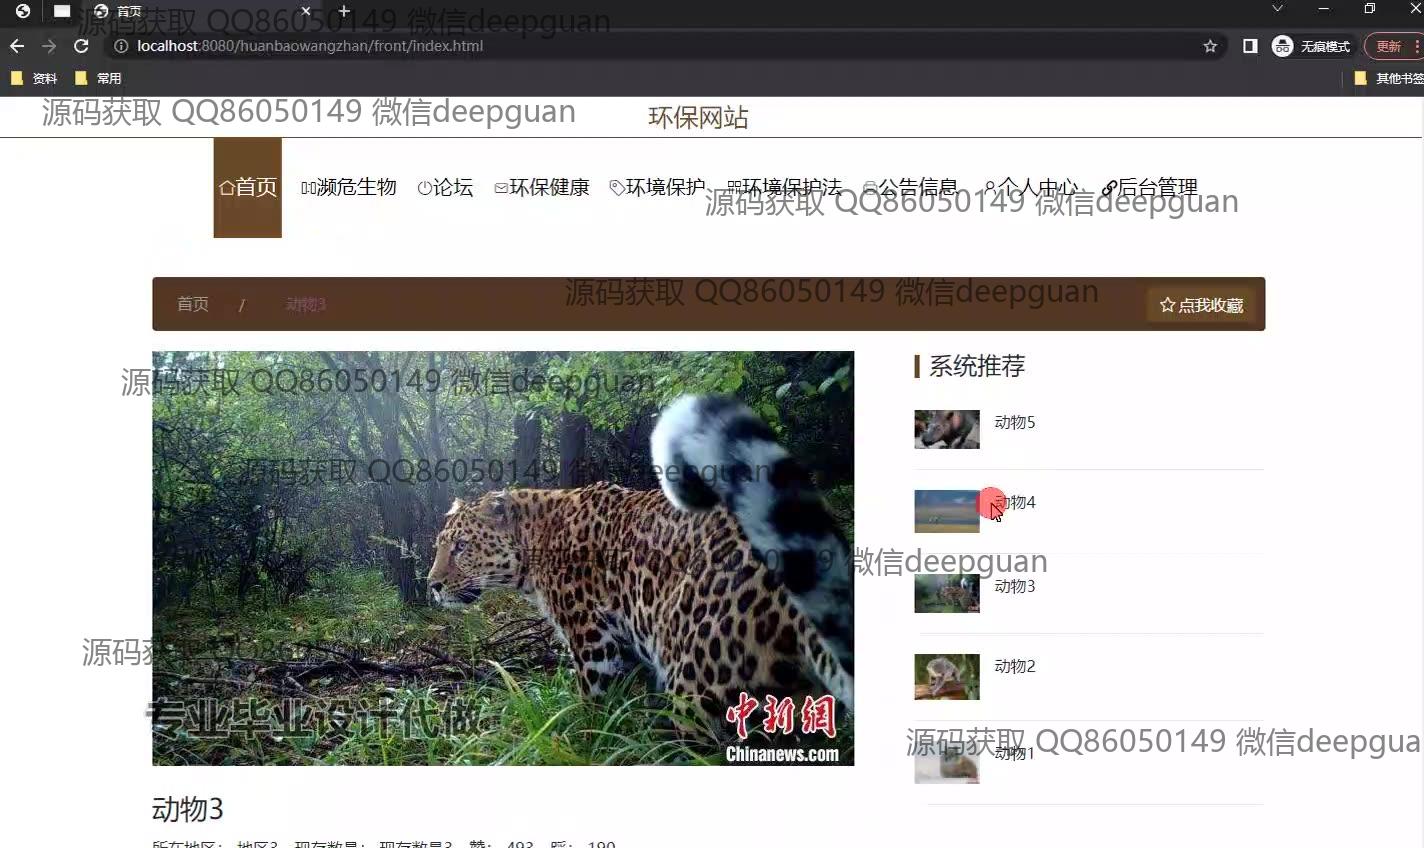 首页
源码获取 QQ86050149 微信deepguan
localhost:8080/huanbaowangzhan/front/index.html
无痕模式
更新
资料
常用
其他书签
源码获取 QQ86050149 微信deepguan
环保网站
首页
濒危生物
论坛
环保健康
环境保护
环境保护法
公告信息
个人中心
后台管理
源码获取 QQ86050149 微信deepguan
源码获取 QQ86050149 微信deepguan
首页 / 动物3
点我收藏
系统推荐
源码获取 QQ86050149 微信deepguan
动物5
源码获取 QQ86050149 微信deepguan
动物4
源码获取 QQ86050149 微信deepguan
动物3
源码获取 QQ86050149
动物2
专业毕业设计代做
中新網
Chinanews.com
源码获取 QQ86050149 微信deepgua
动物1
动物3
所在地区： 地区3 现存数量： 现存数量3 赞： 493 踩： 190